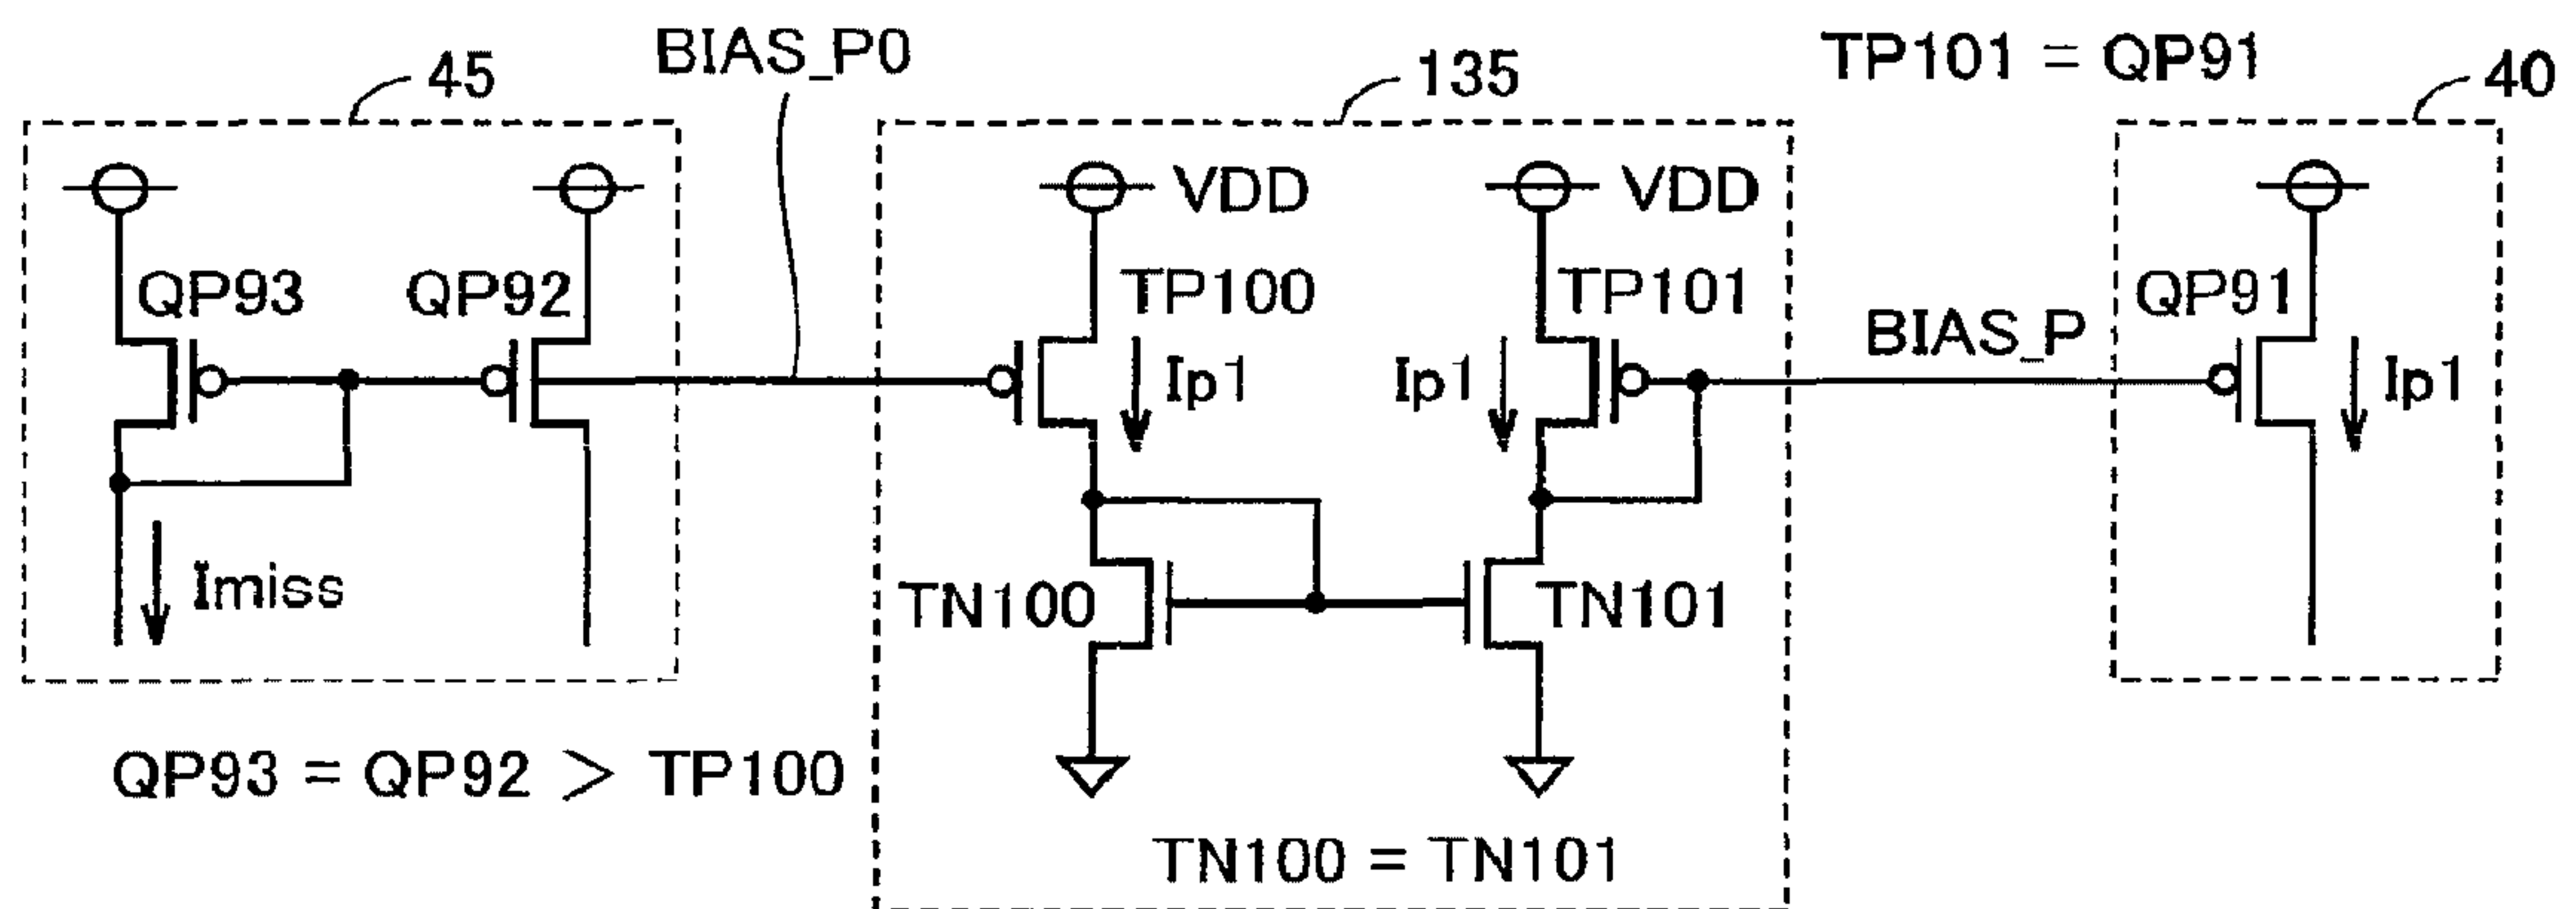 45
BIAS_P0
135
TP101 = QP91
40
VDD
VDD
QP93
QP92
TP100
TP101
QP91
BIAS_P
Ip1
Ip1
Ip1
Imiss
TN100
TN101
QP93 = QP92 > TP100
TN100 = TN101